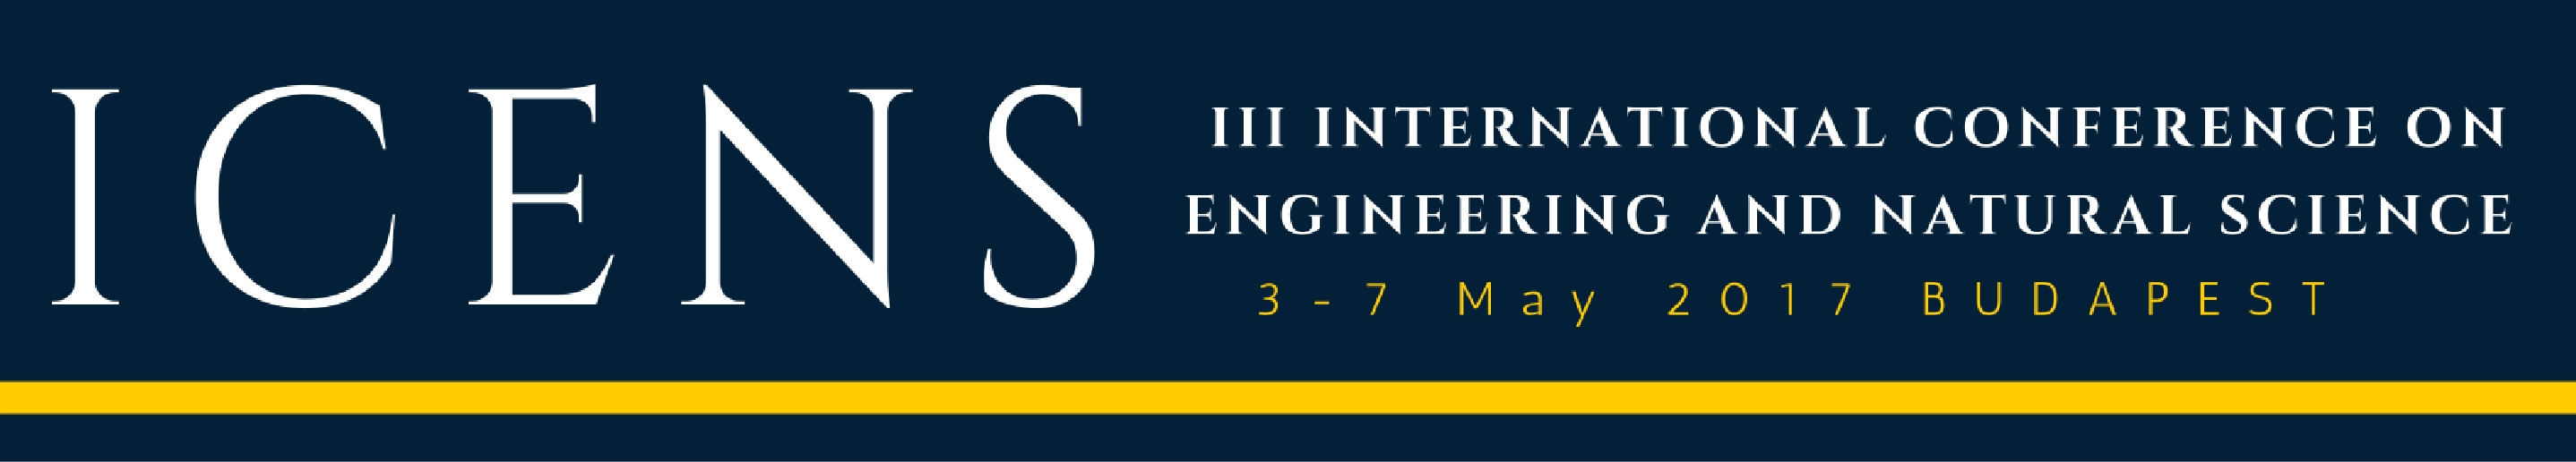 ICENS
III INTERNATIONAL CONFERENCE ON
ENGINEERING AND NATURAL SCIENCE
3-7 May 2017 BUDAPEST